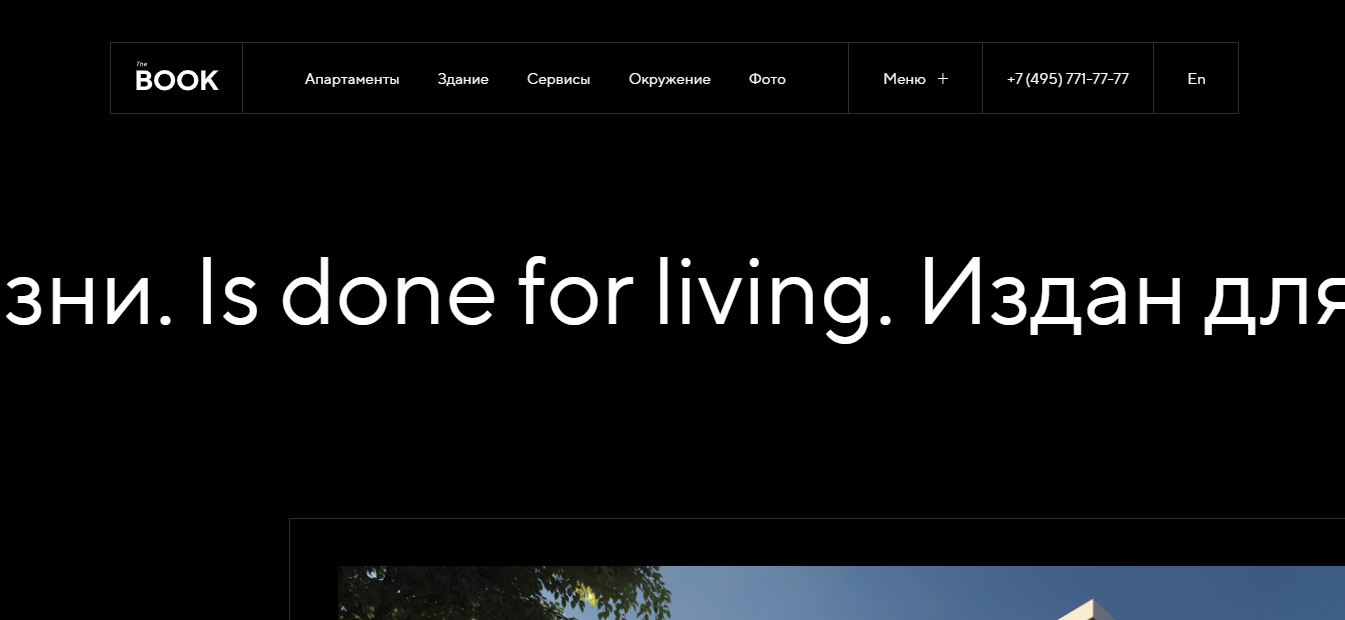 The
BOOK
Апартаменты Здание Сервисы Окружение Фото Меню + +7 (495) 771-77-77 En
зни. Is done for living. Издан для